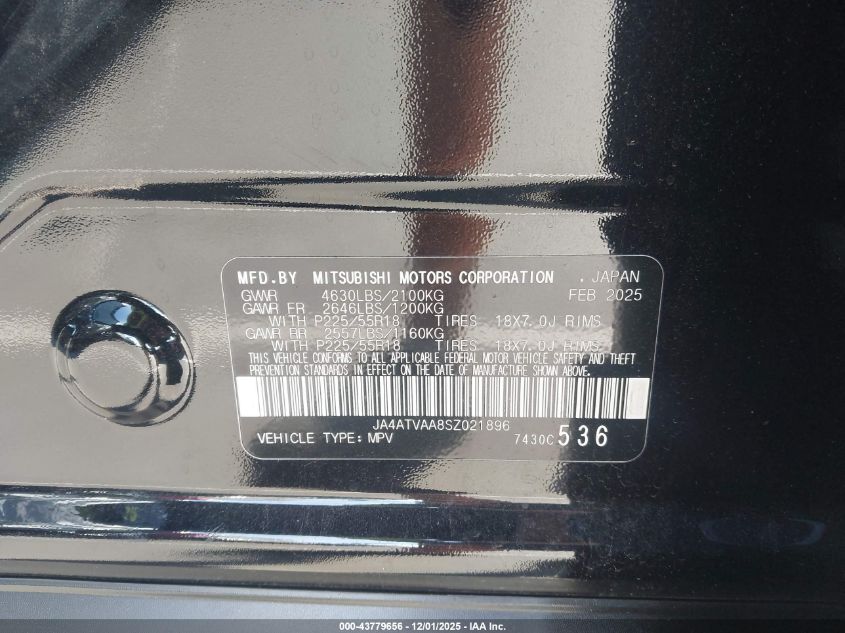 MFD.BY MITSUBISHI MOTORS CORPORATION . JAPAN
GVWR 4630LBS/2100KG FEB 2025
GAWR FR 2646LBS/1200KG
WITH P225/55R18 TIRES 18X7.0J RIMS
GAWR RR 2557LBS/1160KG
WITH P225/55R18 TIRES 18X7.0J RIMS
THIS VEHICLE CONFORMS TO ALL APPLICABLE FEDERAL MOTOR VEHICLE SAFETY AND THEFT
PREVENTION STANDARDS IN EFFECT ON THE DATE OF MANUFACTURE SHOWN ABOVE.
JA4ATVAA8SZ021896
VEHICLE TYPE: MPV 7430C 536
000-43779656 - 12/01/2025 - IAA Inc.